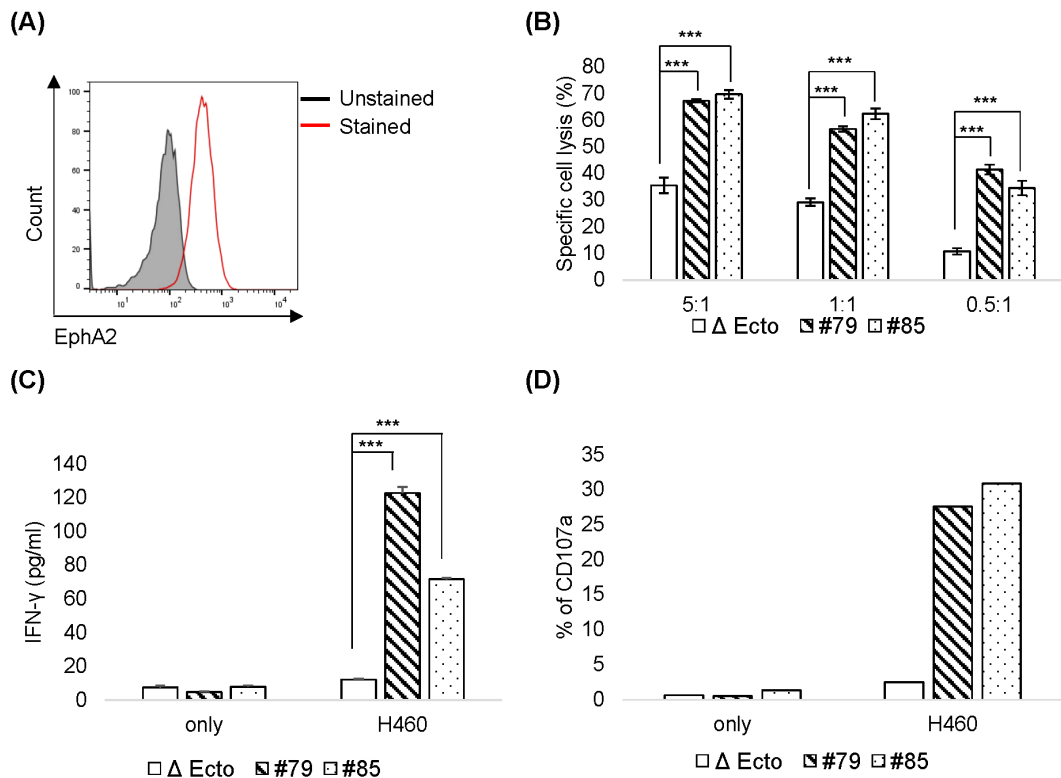 (A)
Unstained
Stained
Count
100
80
60
40
20
0
10¹ 10² 10³ 10⁴
EphA2
(B)
Specific cell lysis (%)
80
70
60
50
40
30
20
10
0
*** *** *** *** *** ***
5:1 1:1 0.5:1
Δ Ecto #79 #85
(C)
IFN-γ (pg/ml)
140
120
100
80
60
40
20
0
***
***
only H460
Δ Ecto #79 #85
(D)
% of CD107a
35
30
25
20
15
10
5
0
only H460
Δ Ecto #79 #85